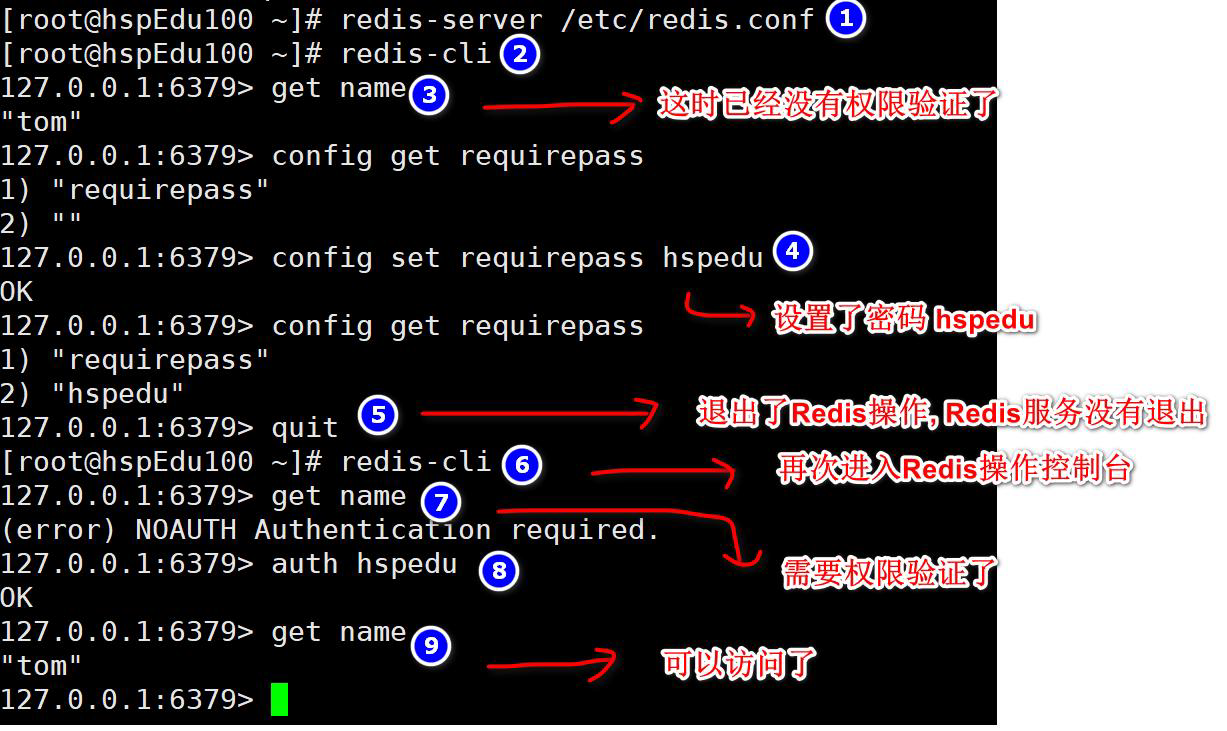 [root@hspEdu100 ~]# redis-server /etc/redis.conf 1
[root@hspEdu100 ~]# redis-cli 2
127.0.0.1:6379> get name 3 这时已经没有权限验证了
"tom"
127.0.0.1:6379> config get requirepass
1) "requirepass"
2) ""
127.0.0.1:6379> config set requirepass hspedu 4
OK 设置了密码 hspedu
127.0.0.1:6379> config get requirepass
1) "requirepass"
2) "hspedu"
127.0.0.1:6379> quit 5 退出了Redis操作, Redis服务没有退出
[root@hspEdu100 ~]# redis-cli 6 再次进入Redis操作控制台
127.0.0.1:6379> get name 7
(error) NOAUTH Authentication required.
127.0.0.1:6379> auth hspedu 8 需要权限验证了
OK
127.0.0.1:6379> get name 9
"tom" 可以访问了
127.0.0.1:6379>